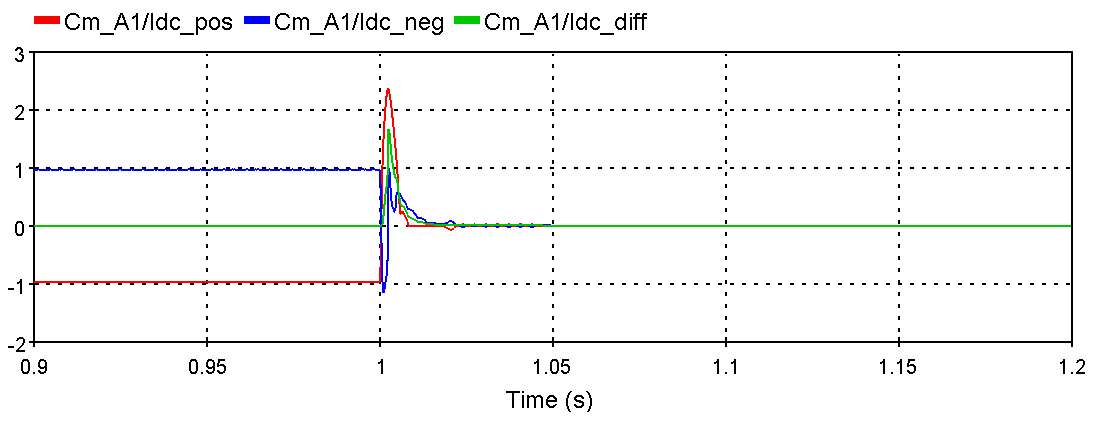 Cm_A1/Idc_pos Cm_A1/Idc_neg Cm_A1/Idc_diff
3
2
1
0
-1
-2
0.9 0.95 1 1.05 1.1 1.15 1.2
Time (s)